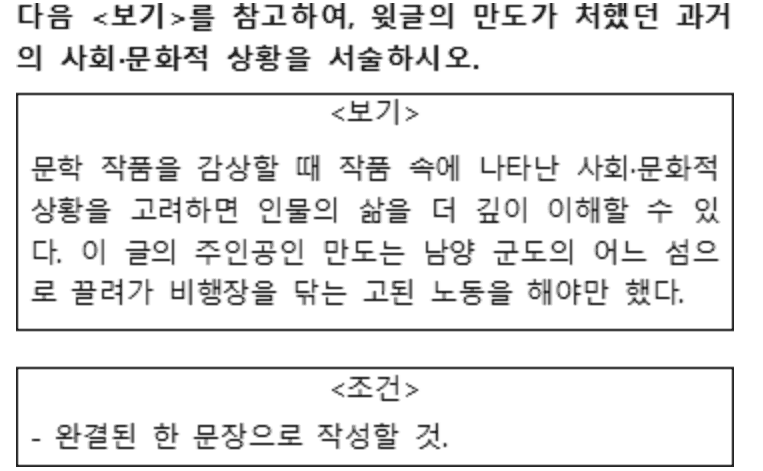 다음 <보기>를 참고하여, 윗글의 만도가 처했던 과거
의 사회·문화적 상황을 서술하시오.
<보기>
문학 작품을 감상할 때 작품 속에 나타난 사회·문화적
상황을 고려하면 인물의 삶을 더 깊이 이해할 수 있
다. 이 글의 주인공인 만도는 남양 군도의 어느 섬으
로 끌려가 비행장을 닦는 고된 노동을 해야만 했다.
<조건>
- 완결된 한 문장으로 작성할 것.